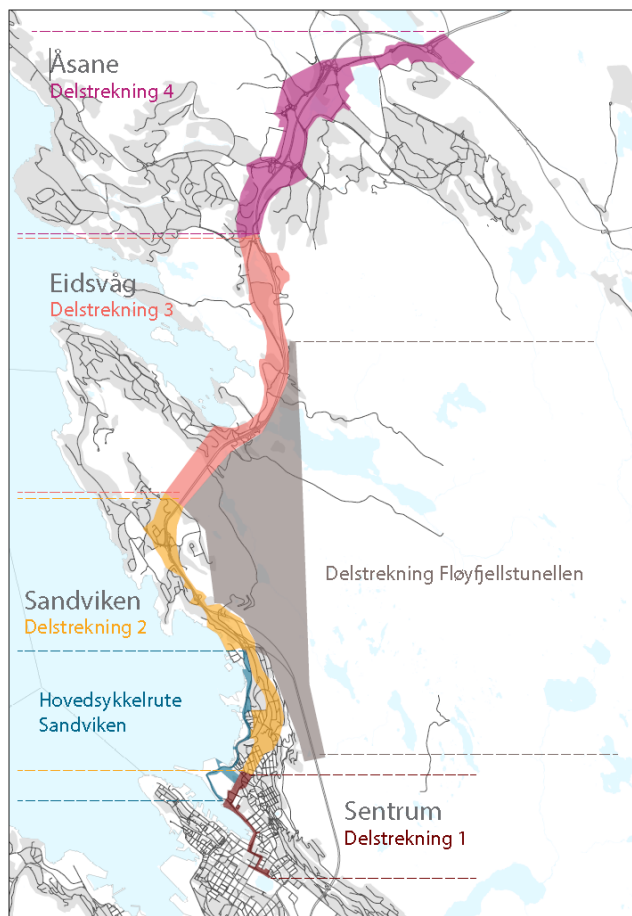 Åsane
Delstrekning 4
Eidsvåg
Delstrekning 3
Delstrekning Fløyfjellstunellen
Sandviken
Delstrekning 2
Hovedsykkelrute
Sandviken
Sentrum
Delstrekning 1